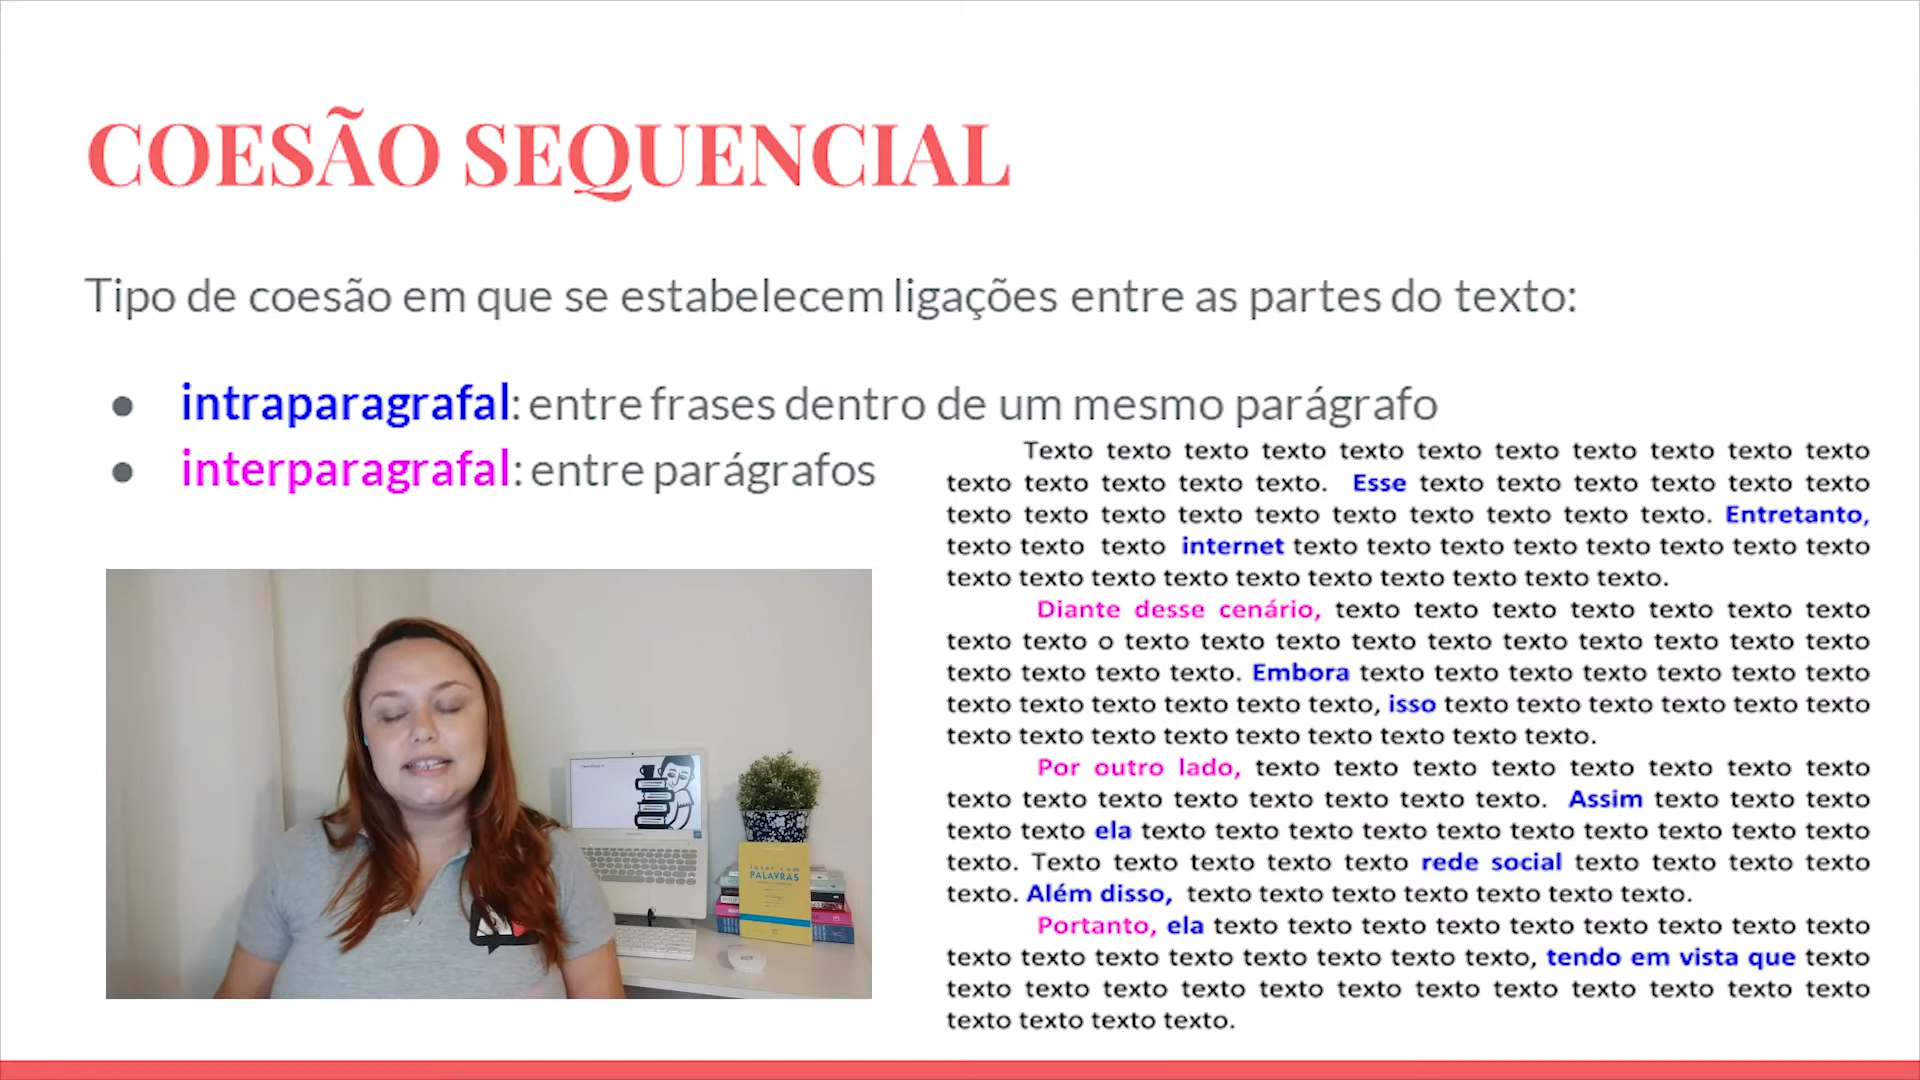 COESÃO SEQUENCIAL
Tipo de coesão em que se estabelecem ligações entre as partes do texto:
● intraparagrafal: entre frases dentro de um mesmo parágrafo
● interparagrafal: entre parágrafos
Texto texto texto texto texto texto texto texto texto texto texto
texto texto texto texto texto. Esse texto texto texto texto texto texto
texto texto texto texto texto texto texto texto texto texto. Entretanto,
texto texto texto internet texto texto texto texto texto texto texto texto
texto texto texto texto texto texto texto texto texto texto.
Diante desse cenário, texto texto texto texto texto texto texto
texto texto o texto texto texto texto texto texto texto texto texto texto
texto texto texto texto. Embora texto texto texto texto texto texto texto
texto texto texto texto texto texto, isso texto texto texto texto texto texto
texto texto texto texto texto texto texto texto texto.
Por outro lado, texto texto texto texto texto texto texto texto
texto texto texto texto texto texto texto texto. Assim texto texto texto
texto texto ela texto texto texto texto texto texto texto texto texto texto
texto. Texto texto texto texto texto rede social texto texto texto texto
texto. Além disso, texto texto texto texto texto texto texto.
Portanto, ela texto texto texto texto texto texto texto texto texto
texto texto texto texto texto texto texto texto, tendo em vista que texto
texto texto texto texto texto texto texto texto texto texto texto texto
texto texto texto texto.
PALAVRAS